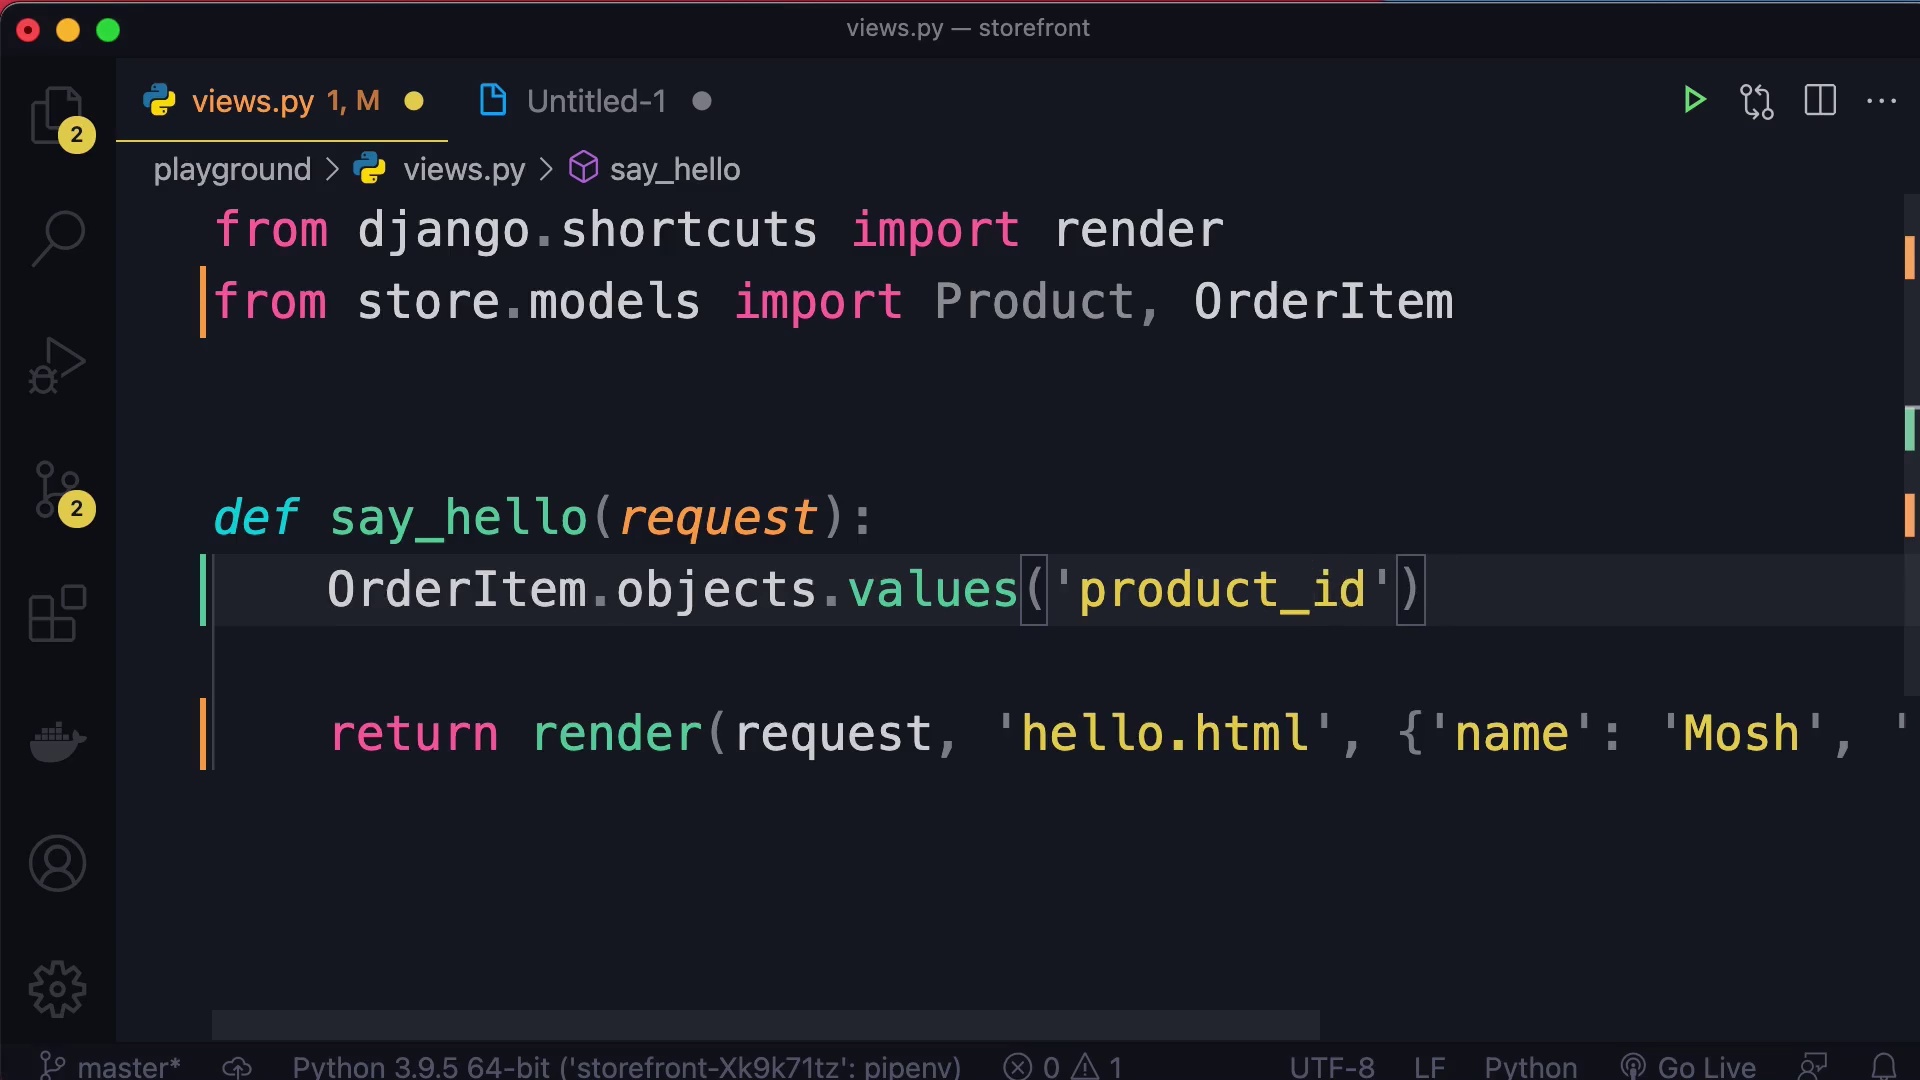 views.py — storefront
views.py 1, M
Untitled-1
2
playground > views.py > say_hello
from django.shortcuts import render
from store.models import Product, OrderItem
def say_hello(request):
2
OrderItem.objects.values('product_id')
return render(request, 'hello.html', {'name': 'Mosh', '
master*
Python 3.9.5 64-bit ('storefront-Xk9k71tz': pipenv)
0
1
UTF-8
LF
Python
Go Live